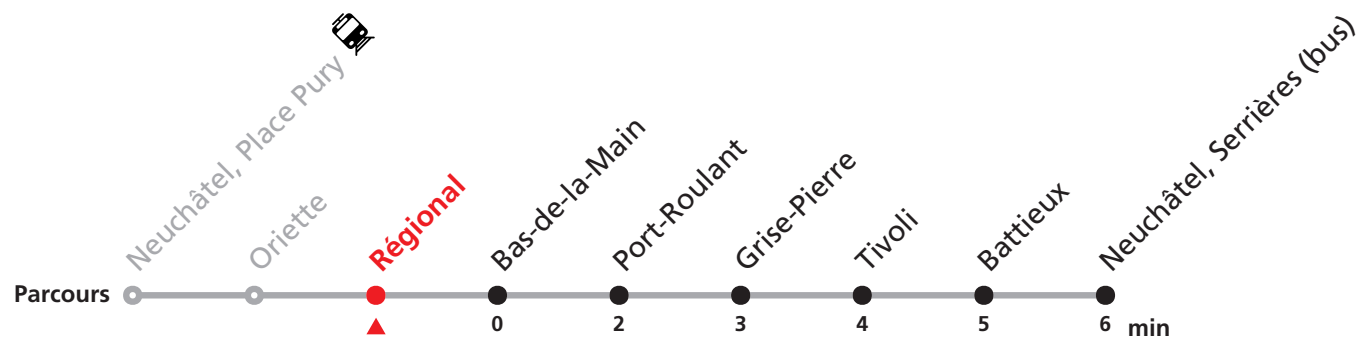 Neuchâtel, Place Pury
Oriette
Régional
Bas-de-la-Main
Port-Roulant
Grise-Pierre
Tivoli
Battieux
Neuchâtel, Serrières (bus)
Parcours
0 2 3 4 5 6 min